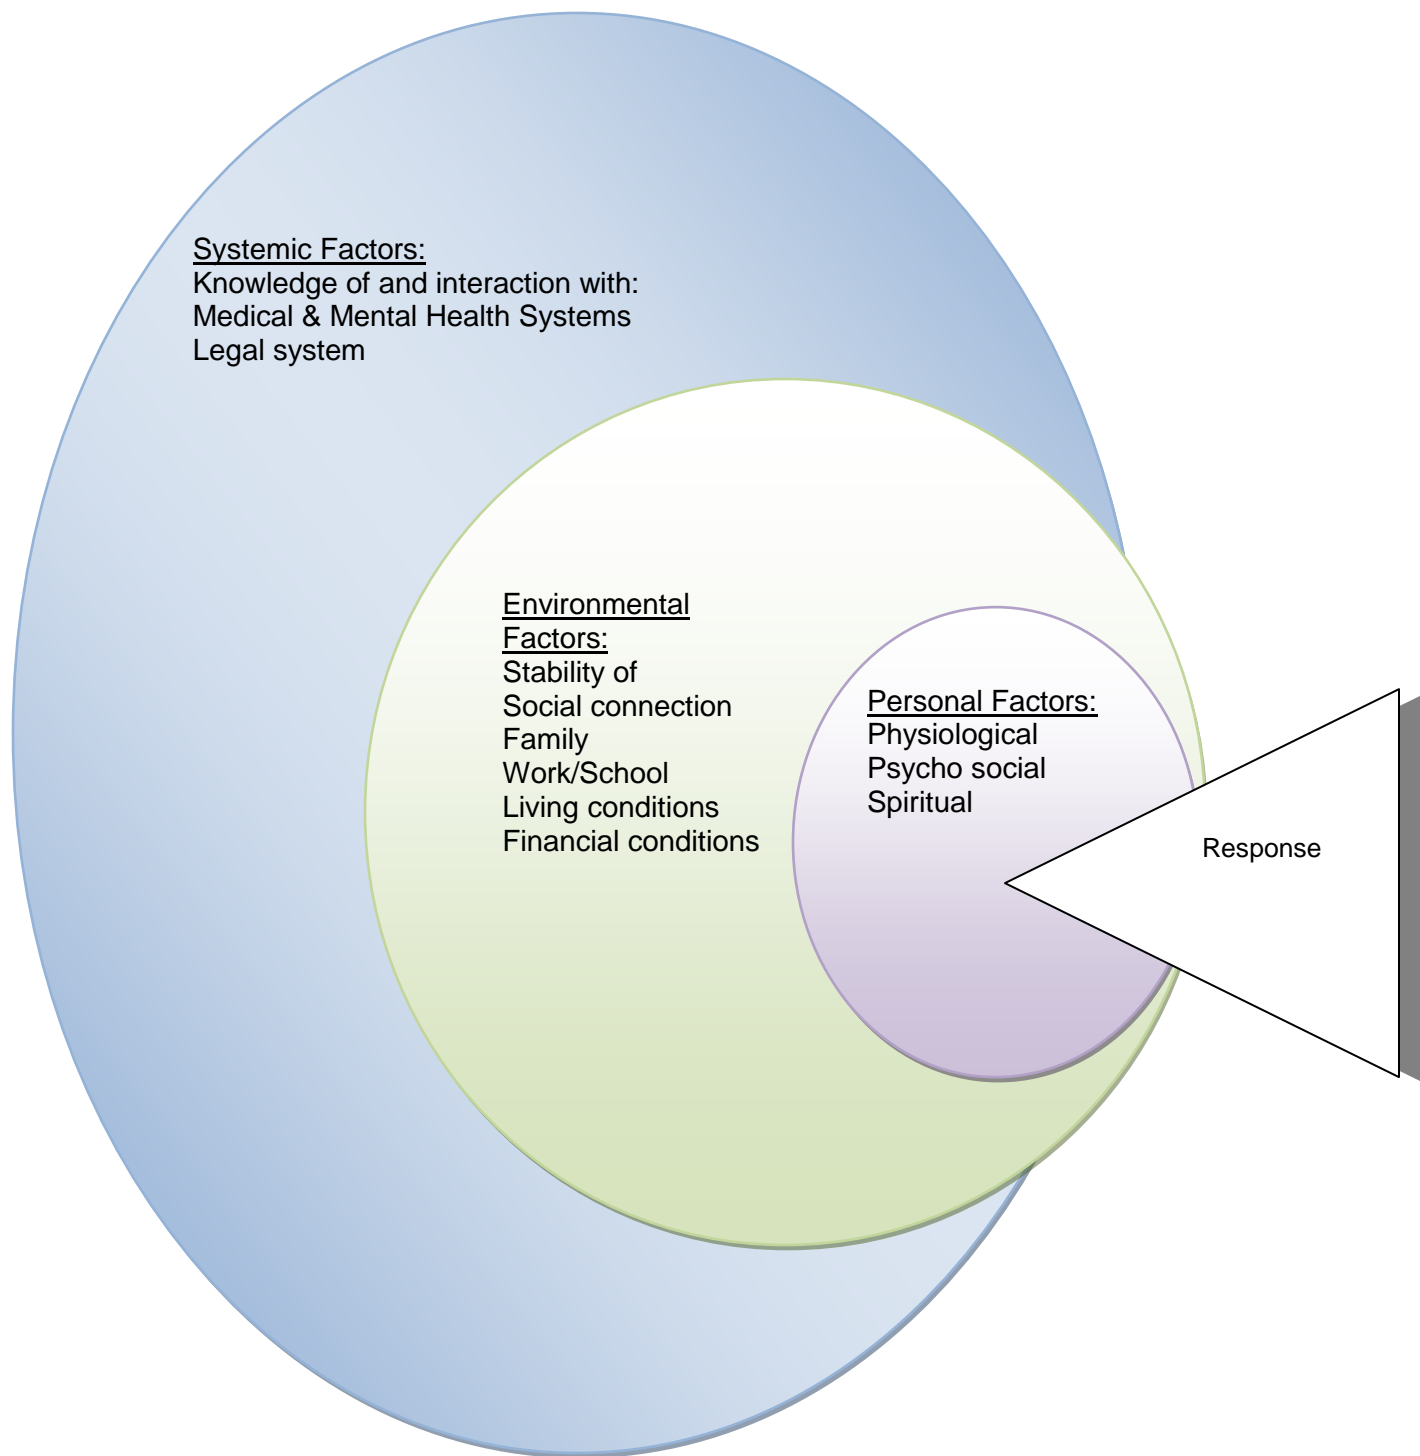 Systemic Factors:
Knowledge of and interaction with:
Medical & Mental Health Systems
Legal system
Environmental
Factors:
Stability of
Social connection
Family
Work/School
Living conditions
Financial conditions
Personal Factors:
Physiological
Psycho social
Spiritual
Response